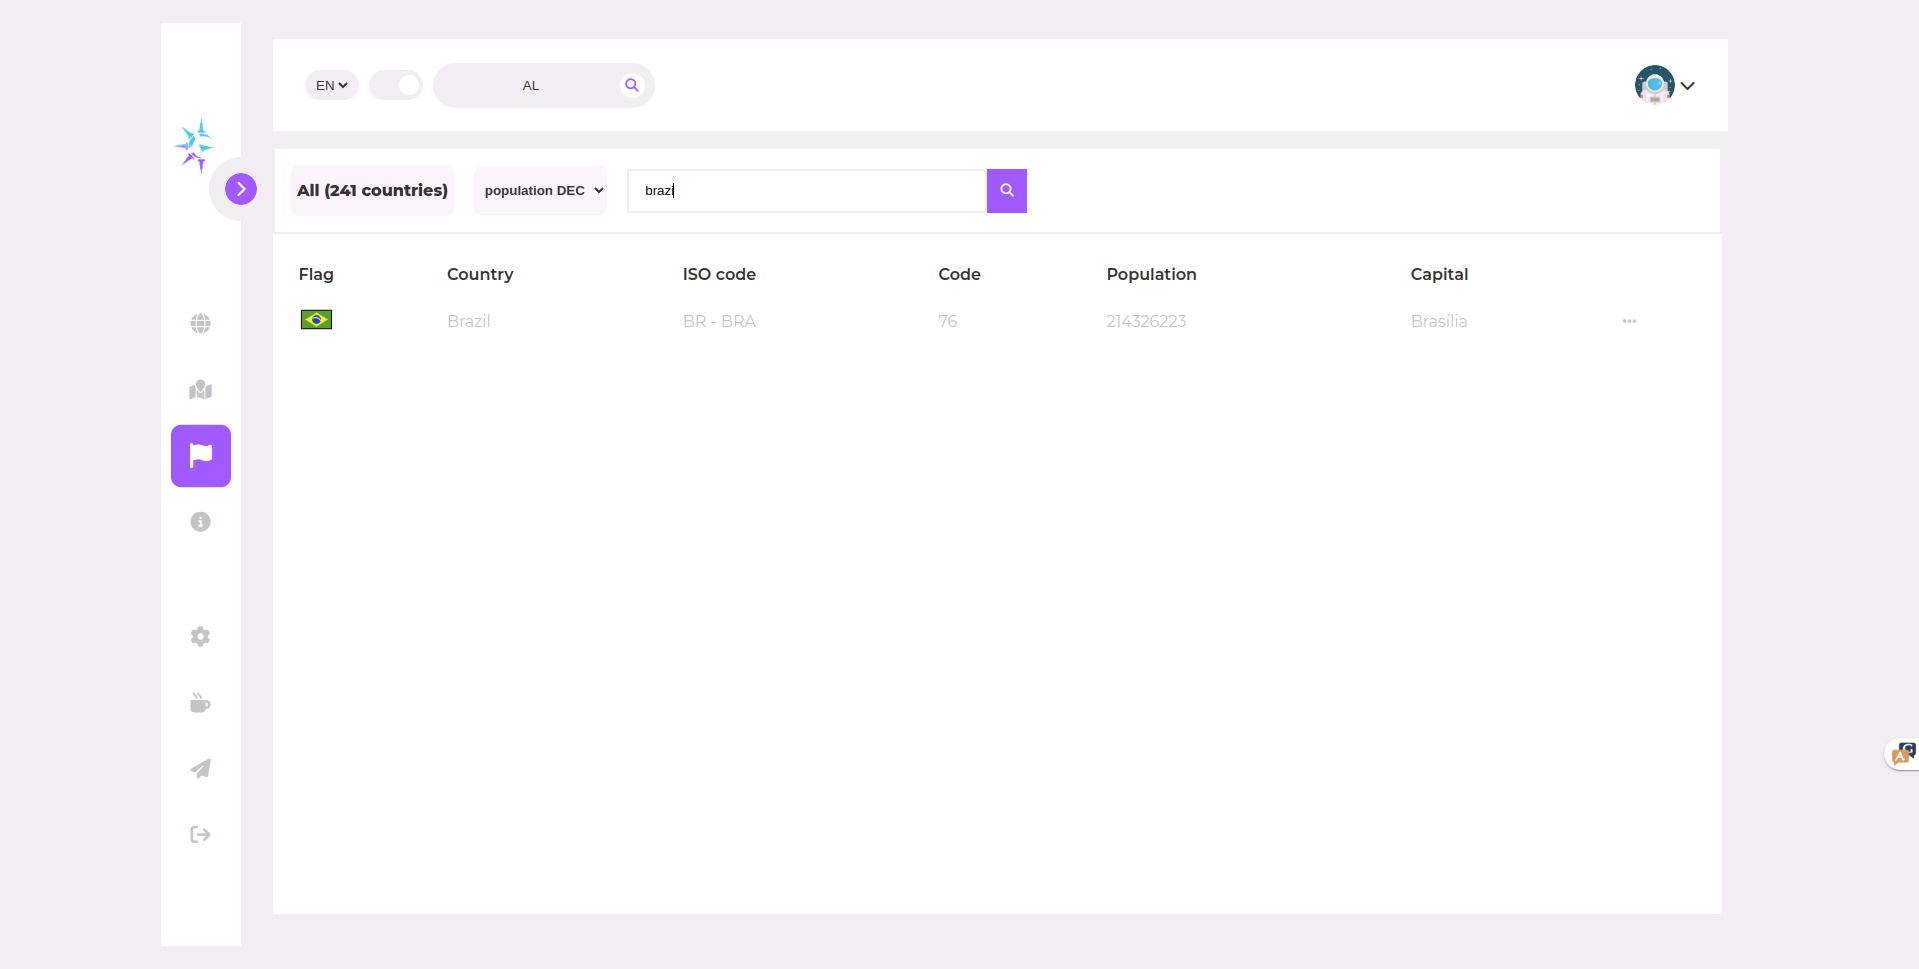 EN
AL
All (241 countries)
population DEC
brazi
Flag Country ISO code Code Population Capital
Brazil BR - BRA 76 214326223 Brasília